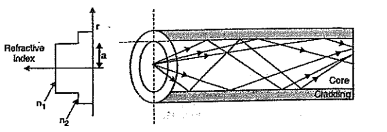 r
Refractive
Index
a
n1
n2
Core
Cladding